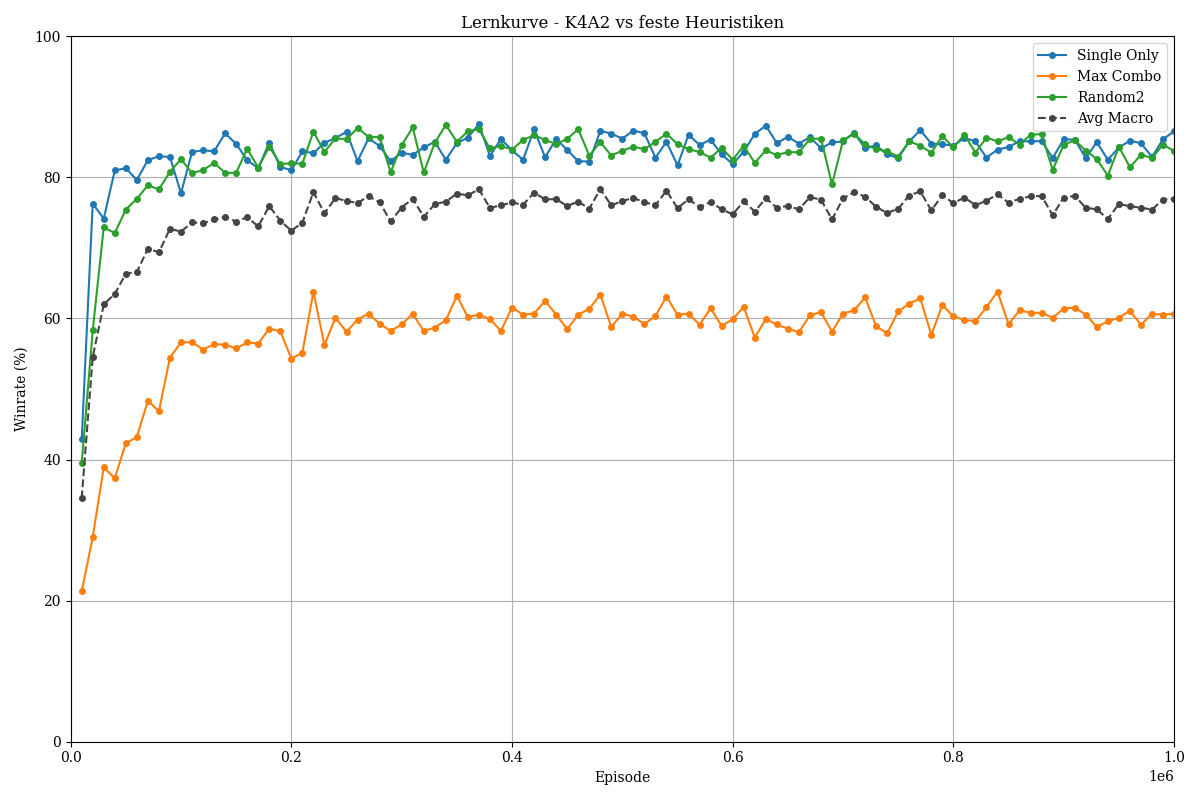 Lernkurve - K4A2 vs feste Heuristiken
Single Only
Max Combo
Random2
Avg Macro
Winrate (%)
100
80
60
40
20
0
0.0
0.2
0.4
0.6
0.8
1.0
1e6
Episode